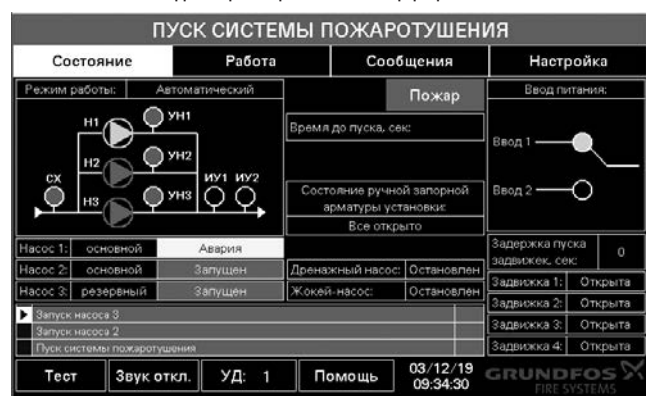 ПУСК СИСТЕМЫ ПОЖАРОТУШЕНИЯ
Состояние Работа Сообщения Настройка
Режим работы: Автоматический
Пожар
Ввод питания:
Н1 УН1
Время до пуска, сек:
Ввод 1
Н2 УН2
СХ ИУ1 ИУ2
Н3 УН3
Состояние ручной запорной
арматуры установки:
Ввод 2
Все открыто
Насос 1: основной Авария
Задержка пуска
задвижек, сек: 0
Насос 2: основной Запущен Дренажный насос: Остановлен
Задвижка 1: Открыта
Насос 3: резервный Запущен Жокей-насос: Остановлен
Задвижка 2: Открыта
Запуск насоса 3
Задвижка 3: Открыта
Запуск насоса 2
Пуск системы пожаротушения
Задвижка 4: Открыта
Тест Звук откл. УД: 1 Помощь 03/12/19
09:34:30
GRUNDFOS
FIRE SYSTEMS